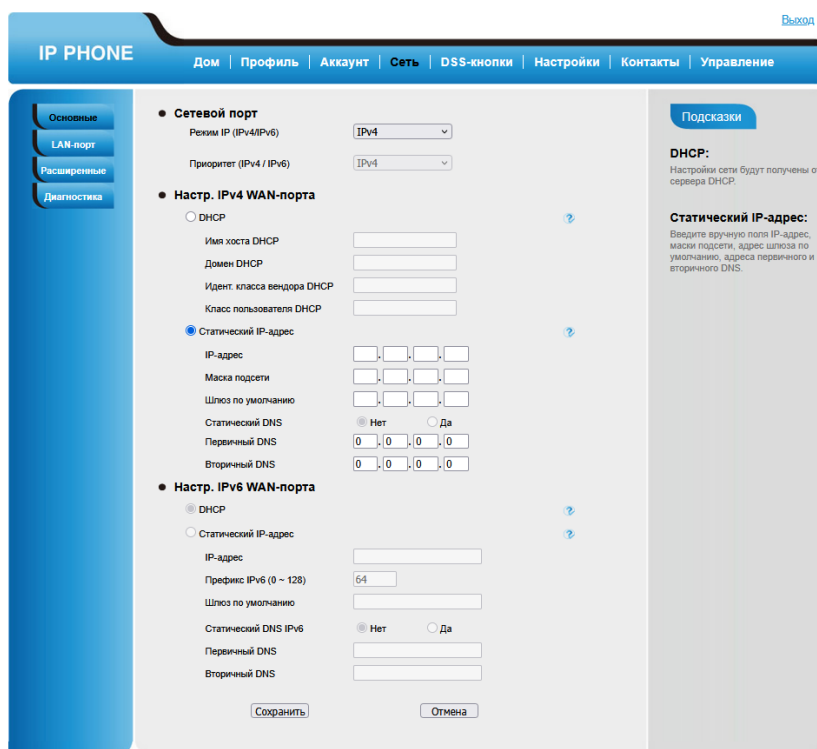 Выход
IP PHONE
Дом | Профиль | Аккаунт | Сеть | DSS-кнопки | Настройки | Контакты | Управление
Основные
LAN-порт
Расширенные
Диагностика
Сетевой порт
Режим IP (IPv4/IPv6) IPv4
Приоритет (IPv4 / IPv6) IPv4
Настр. IPv4 WAN-порта
DHCP
Имя хоста DHCP
Домен DHCP
Идент. класса вендора DHCP
Класс пользователя DHCP
Статический IP-адрес
IP-адрес . . .
Маска подсети . . .
Шлюз по умолчанию . . .
Статический DNS Нет Да
Первичный DNS 0 . 0 . 0 . 0
Вторичный DNS 0 . 0 . 0 . 0
Настр. IPv6 WAN-порта
DHCP
Статический IP-адрес
IP-адрес
Префикс IPv6 (0 ~ 128) 64
Шлюз по умолчанию
Статический DNS IPv6 Нет Да
Первичный DNS
Вторичный DNS
Сохранить Отмена
Подсказки
DHCP:
Настройки сети будут получены
сервера DHCP.
Статический IP-адрес:
Введите вручную поля IP-адрес,
маски подсети, адрес шлюза по
умолчанию, адреса первичного и
вторичного DNS.